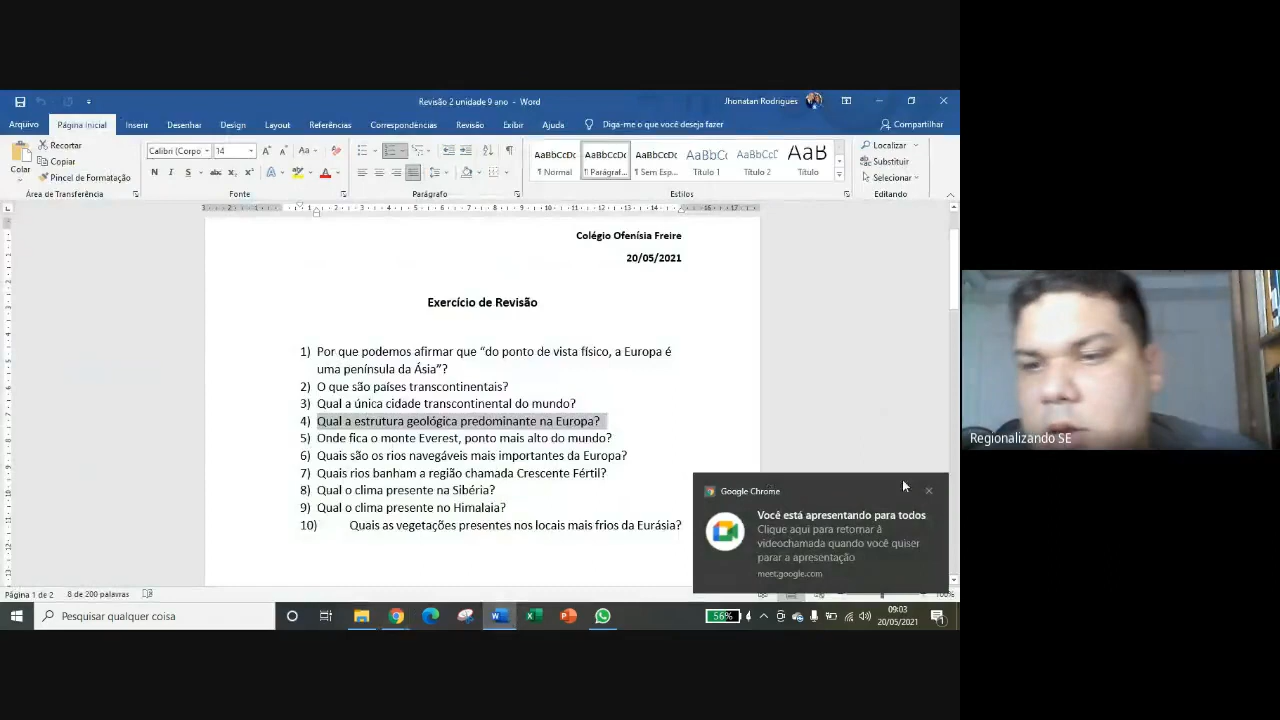 Revisão 2 unidade 9 ano - Word
Jhonatan Rodrigues
Arquivo Página Inicial Inserir Desenhar Design Layout Referências Correspondências Revisão Exibir Ajuda Diga-me o que você deseja fazer Compartilhar
Colar
Recortar
Copiar
Pincel de Formatação
Área de Transferência
Calibri (Corpo 14
N I S
Fonte
Parágrafo
AaBbCcDc AaBbCcDc AaBbCcDc AaBbC AaBbCcC AaB
¶ Normal ¶ Parágraf... ¶ Sem Esp... Título 1 Título 2 Título
Estilos
Localizar
Substituir
Selecionar
Editando
Colégio Ofenísia Freire
20/05/2021
Exercício de Revisão
1) Por que podemos afirmar que “do ponto de vista físico, a Europa é
uma península da Ásia”?
2) O que são países transcontinentais?
3) Qual a única cidade transcontinental do mundo?
4) Qual a estrutura geológica predominante na Europa?
5) Onde fica o monte Everest, ponto mais alto do mundo?
6) Quais são os rios navegáveis mais importantes da Europa?
7) Quais rios banham a região chamada Crescente Fértil?
8) Qual o clima presente na Sibéria?
9) Qual o clima presente no Himalaia?
10) Quais as vegetações presentes nos locais mais frios da Eurásia?
Google Chrome
Você está apresentando para todos
Clique aqui para retornar à
videochamada quando você quiser
parar a apresentação
meet.google.com
Regionalizando SE
Página 1 de 2 8 de 200 palavras
Pesquisar qualquer coisa
56%
09:03
20/05/2021